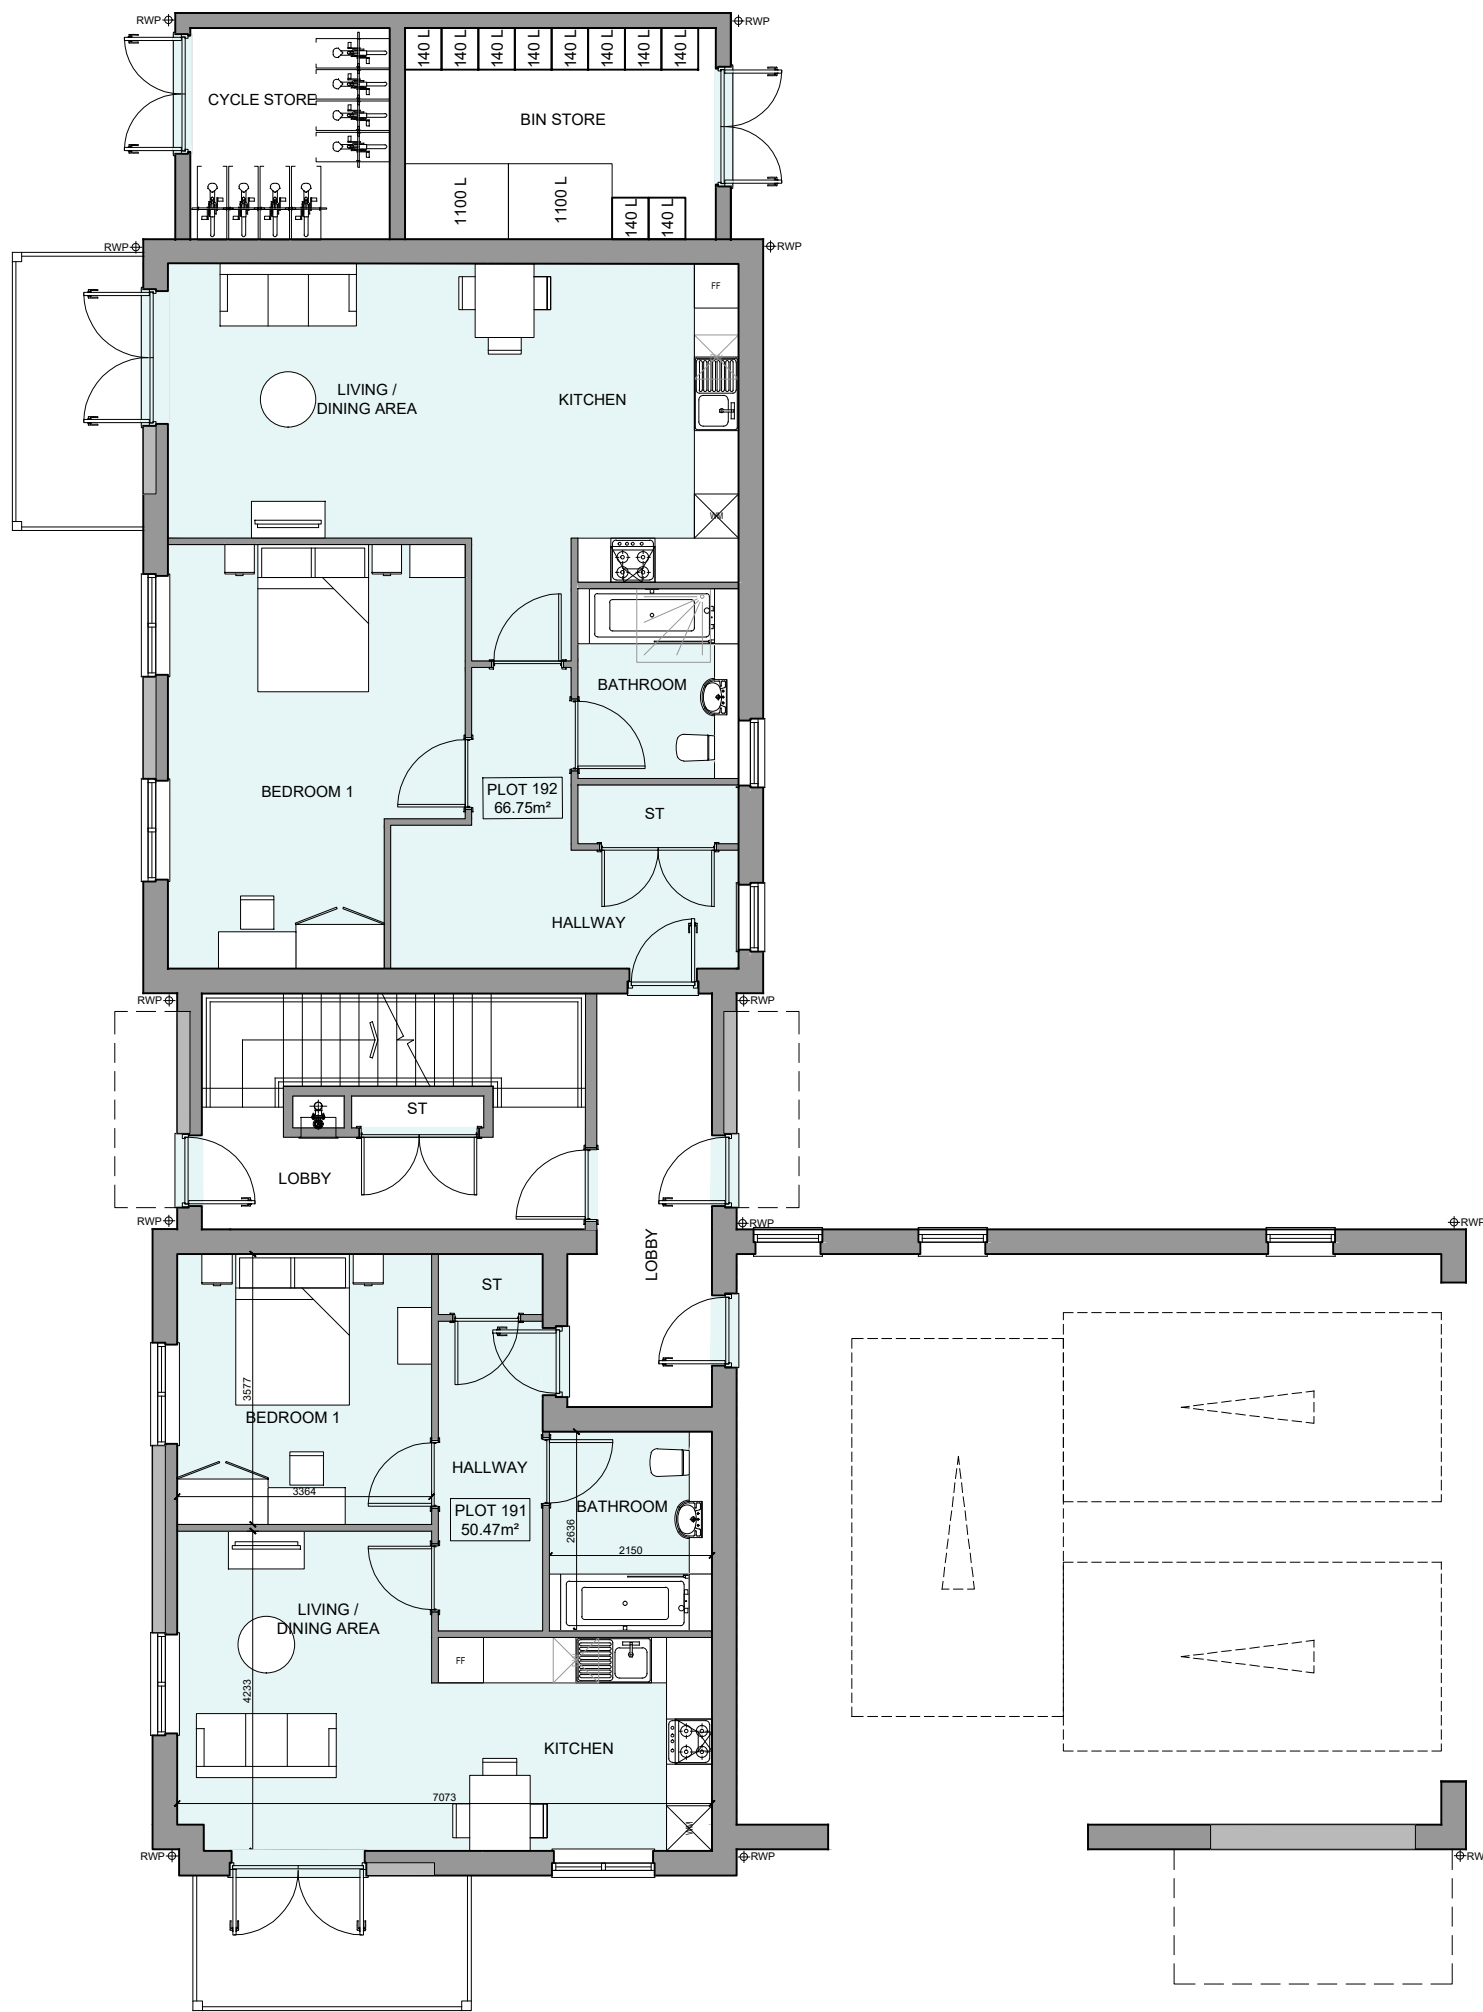 RWP
RWP
140 L
140 L
140 L
140 L
140 L
140 L
140 L
140 L
CYCLE STORE
BIN STORE
1100 L
1100 L
140 L
140 L
RWP
RWP
FF
LIVING /
DINING AREA
KITCHEN
WM
BATHROOM
BEDROOM 1
PLOT 192
66.75m²
ST
HALLWAY
RWP
RWP
ST
LOBBY
RWP
RWP
RWP
LOBBY
ST
3577
BEDROOM 1
HALLWAY
3364
PLOT 191
50.47m²
BATHROOM
2636
2150
LIVING /
DINING AREA
FF
4233
KITCHEN
7073
WM
RWP
RWP
RW